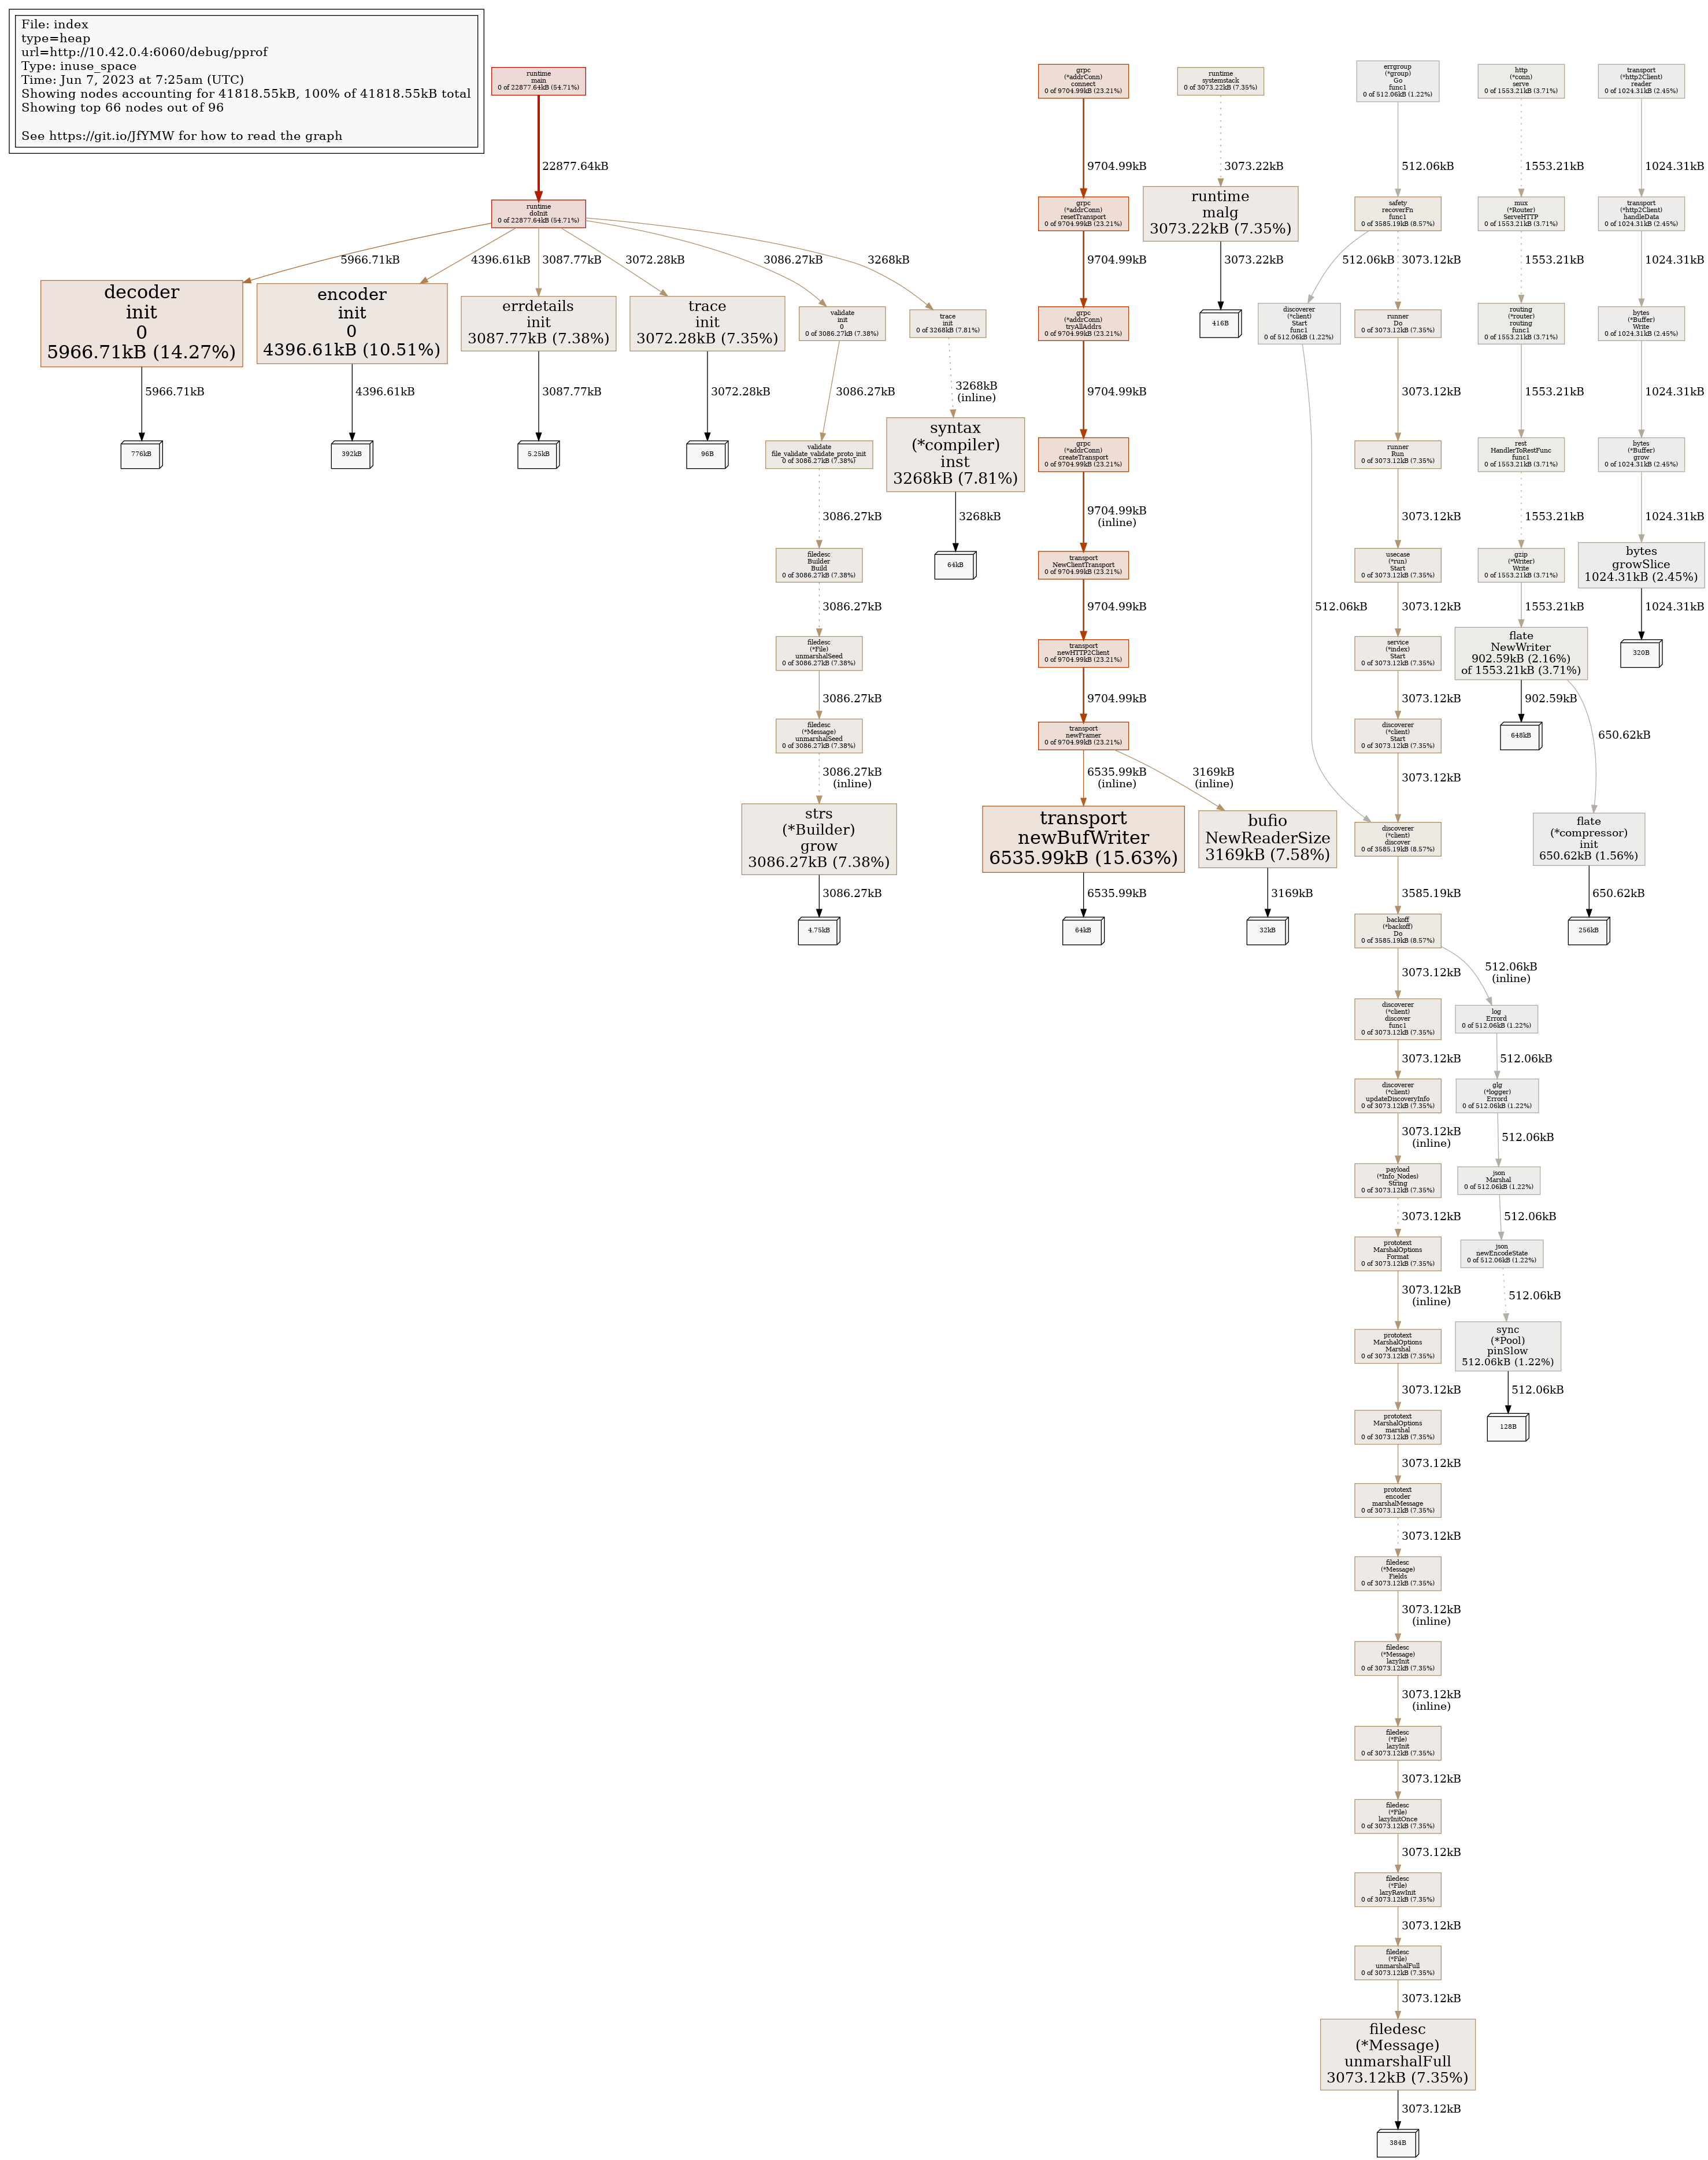 File: index
type=heap
url=http://10.42.0.4:6060/debug/pprof
Type: inuse_space
Time: Jun 7, 2023 at 7:25am (UTC)
Showing nodes accounting for 41818.55kB, 100% of 41818.55kB total
Showing top 66 nodes out of 96
See https://git.io/JfYMW for how to read the graph
runtime
main
0 of 22877.64kB (54.71%)
22877.64kB
runtime
doInit
0 of 22877.64kB (54.71%)
5966.71kB
4396.61kB
3087.77kB
3072.28kB
3086.27kB
3268kB
decoder
init
0
5966.71kB (14.27%)
5966.71kB
776kB
encoder
init
0
4396.61kB (10.51%)
4396.61kB
392kB
errdetails
init
3087.77kB (7.38%)
3087.77kB
5.25kB
trace
init
3072.28kB (7.35%)
3072.28kB
96B
validate
init
0
0 of 3086.27kB (7.38%)
3086.27kB
validate
file_validate_validate_proto_init
0 of 3086.27kB (7.38%)
3086.27kB
filedesc
Builder
Build
0 of 3086.27kB (7.38%)
3086.27kB
filedesc
(*File)
unmarshalSeed
0 of 3086.27kB (7.38%)
3086.27kB
filedesc
(*Message)
unmarshalSeed
0 of 3086.27kB (7.38%)
3086.27kB
(inline)
strs
(*Builder)
grow
3086.27kB (7.38%)
3086.27kB
4.75kB
trace
init
0 of 3268kB (7.81%)
3268kB
(inline)
syntax
(*compiler)
inst
3268kB (7.81%)
3268kB
64kB
grpc
(*addrConn)
connect
0 of 9704.99kB (23.21%)
9704.99kB
grpc
(*addrConn)
resetTransport
0 of 9704.99kB (23.21%)
9704.99kB
grpc
(*addrConn)
tryAllAddrs
0 of 9704.99kB (23.21%)
9704.99kB
grpc
(*addrConn)
createTransport
0 of 9704.99kB (23.21%)
9704.99kB
(inline)
transport
NewClientTransport
0 of 9704.99kB (23.21%)
9704.99kB
transport
newHTTP2Client
0 of 9704.99kB (23.21%)
9704.99kB
transport
newFramer
0 of 9704.99kB (23.21%)
6535.99kB
(inline)
3169kB
(inline)
transport
newBufWriter
6535.99kB (15.63%)
6535.99kB
64kB
bufio
NewReaderSize
3169kB (7.58%)
3169kB
32kB
runtime
systemstack
0 of 3073.22kB (7.35%)
3073.22kB
runtime
malg
3073.22kB (7.35%)
3073.22kB
416B
errgroup
(*group)
Go
func1
0 of 512.06kB (1.22%)
512.06kB
safety
recoverFn
func1
0 of 3585.19kB (8.57%)
512.06kB
3073.12kB
discoverer
(*client)
Start
func1
0 of 512.06kB (1.22%)
512.06kB
runner
Do
0 of 3073.12kB (7.35%)
3073.12kB
runner
Run
0 of 3073.12kB (7.35%)
3073.12kB
usecase
(*run)
Start
0 of 3073.12kB (7.35%)
3073.12kB
service
(*index)
Start
0 of 3073.12kB (7.35%)
3073.12kB
discoverer
(*client)
Start
0 of 3073.12kB (7.35%)
3073.12kB
discoverer
(*client)
discover
0 of 3585.19kB (8.57%)
3585.19kB
backoff
(*backoff)
Do
0 of 3585.19kB (8.57%)
3073.12kB
512.06kB
(inline)
discoverer
(*client)
discover
func1
0 of 3073.12kB (7.35%)
3073.12kB
discoverer
(*client)
updateDiscoveryInfo
0 of 3073.12kB (7.35%)
3073.12kB
(inline)
payload
(*Info_Nodes)
String
0 of 3073.12kB (7.35%)
3073.12kB
prototext
MarshalOptions
Format
0 of 3073.12kB (7.35%)
3073.12kB
(inline)
prototext
MarshalOptions
Marshal
0 of 3073.12kB (7.35%)
3073.12kB
prototext
MarshalOptions
marshal
0 of 3073.12kB (7.35%)
3073.12kB
prototext
encoder
marshalMessage
0 of 3073.12kB (7.35%)
3073.12kB
filedesc
(*Message)
Fields
0 of 3073.12kB (7.35%)
3073.12kB
(inline)
filedesc
(*Message)
lazyInit
0 of 3073.12kB (7.35%)
3073.12kB
(inline)
filedesc
(*File)
lazyInit
0 of 3073.12kB (7.35%)
3073.12kB
filedesc
(*File)
lazyInitOnce
0 of 3073.12kB (7.35%)
3073.12kB
filedesc
(*File)
lazyRawInit
0 of 3073.12kB (7.35%)
3073.12kB
filedesc
(*File)
unmarshalFull
0 of 3073.12kB (7.35%)
3073.12kB
filedesc
(*Message)
unmarshalFull
3073.12kB (7.35%)
3073.12kB
384B
log
Errord
0 of 512.06kB (1.22%)
512.06kB
glg
(*logger)
Errord
0 of 512.06kB (1.22%)
512.06kB
json
Marshal
0 of 512.06kB (1.22%)
512.06kB
json
newEncodeState
0 of 512.06kB (1.22%)
512.06kB
sync
(*Pool)
pinSlow
512.06kB (1.22%)
512.06kB
128B
http
(*conn)
serve
0 of 1553.21kB (3.71%)
1553.21kB
mux
(*Router)
ServeHTTP
0 of 1553.21kB (3.71%)
1553.21kB
routing
(*router)
routing
func1
0 of 1553.21kB (3.71%)
1553.21kB
rest
HandlerToRestFunc
func1
0 of 1553.21kB (3.71%)
1553.21kB
gzip
(*Writer)
Write
0 of 1553.21kB (3.71%)
1553.21kB
flate
NewWriter
902.59kB (2.16%)
of 1553.21kB (3.71%)
902.59kB
648kB
650.62kB
flate
(*compressor)
init
650.62kB (1.56%)
650.62kB
256kB
transport
(*http2Client)
reader
0 of 1024.31kB (2.45%)
1024.31kB
transport
(*http2Client)
handleData
0 of 1024.31kB (2.45%)
1024.31kB
bytes
(*Buffer)
Write
0 of 1024.31kB (2.45%)
1024.31kB
bytes
(*Buffer)
grow
0 of 1024.31kB (2.45%)
1024.31kB
bytes
growSlice
1024.31kB (2.45%)
1024.31kB
320B